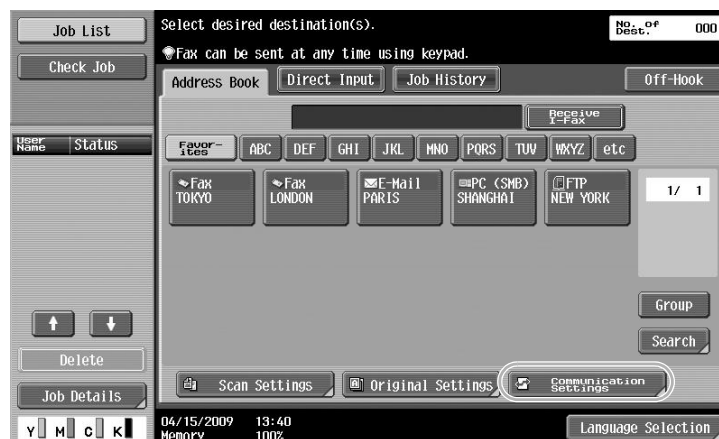 Job List
Check Job
User Name
Status
Delete
Job Details
Y M C K
Select desired destination(s).
No. of Dest.
000
Fax can be sent at any time using keypad.
Address Book
Direct Input
Job History
Off-Hook
Receive I-Fax
Favor-ites
ABC
DEF
GHI
JKL
MNO
PQRS
TUV
WXYZ
etc
Fax
TOKYO
Fax
LONDON
E-Mail
PARIS
PC (SMB)
SHANGHAI
FTP
NEW YORK
1/ 1
Group
Search
Scan Settings
Original Settings
Communication Settings
04/15/2009 13:40
Memory 100%
Language Selection